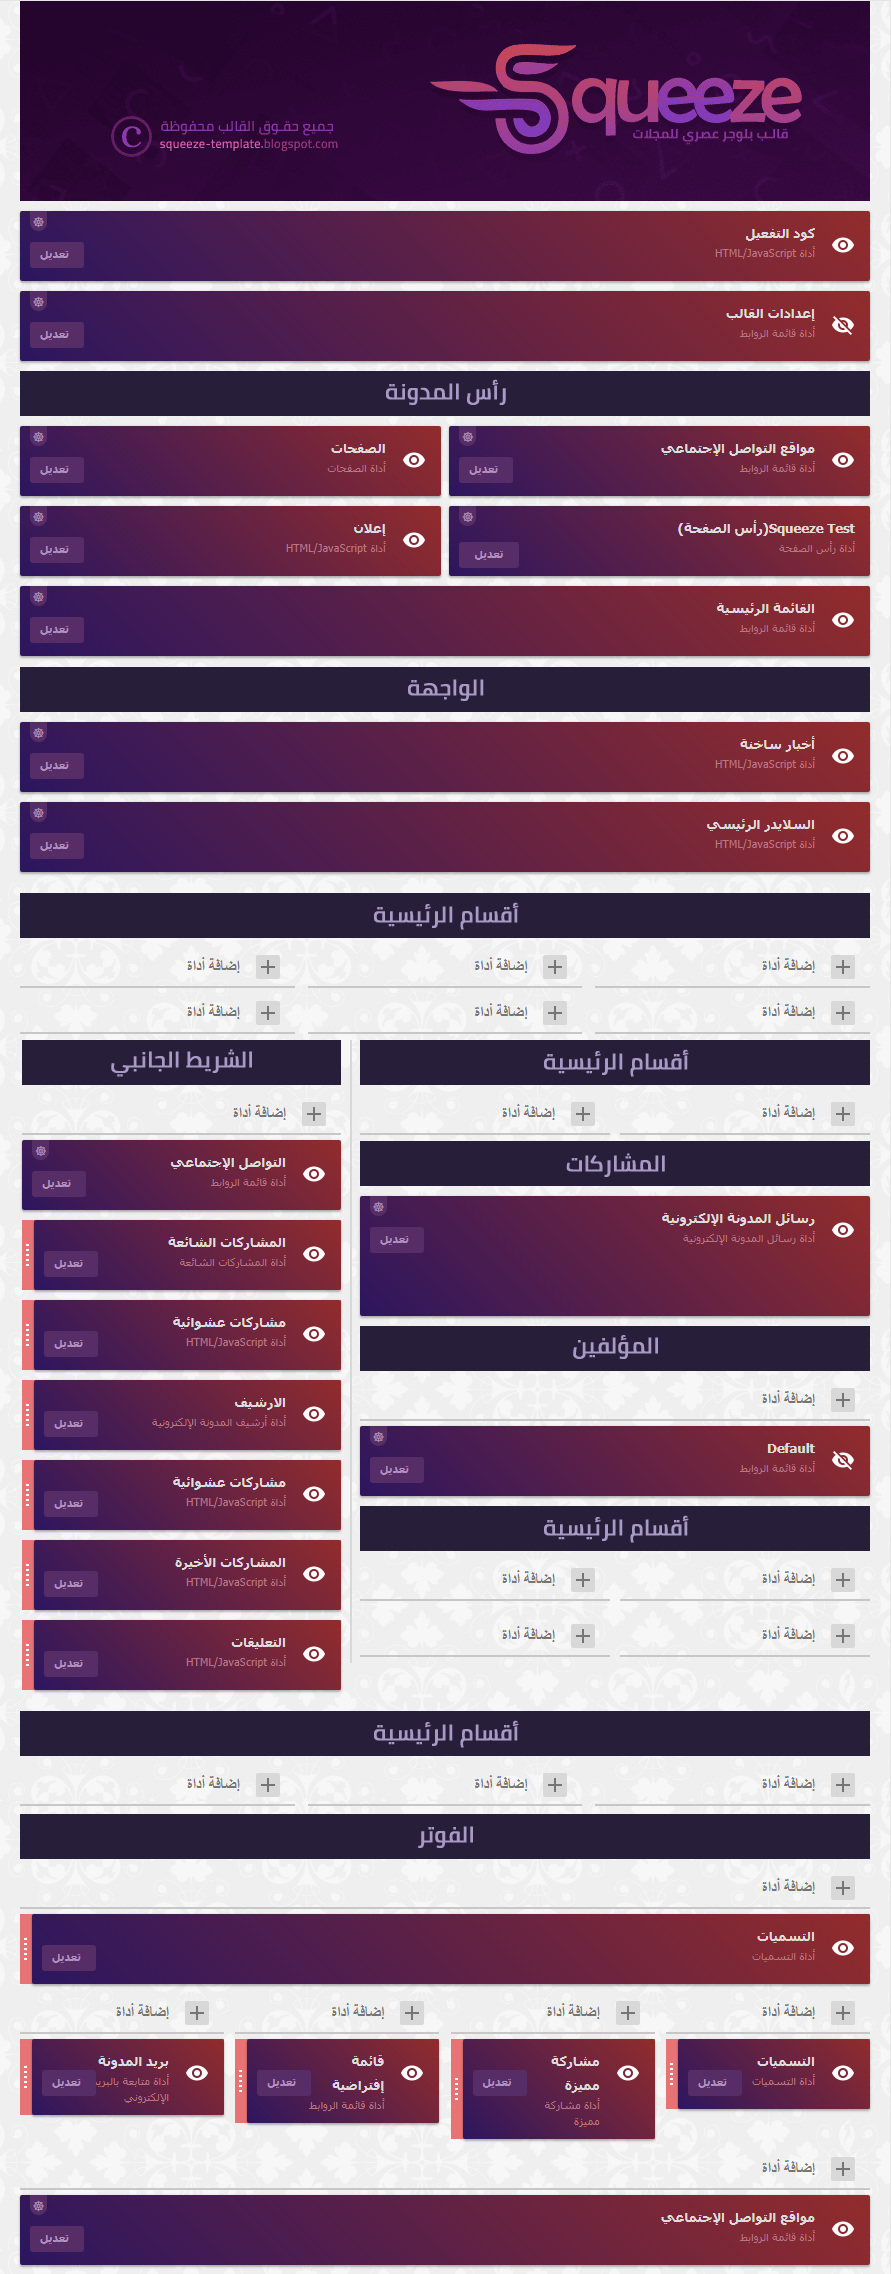 Squeeze
قالب بلوجر عصري للمجلات
جميع حقوق القالب محفوظة
squeeze-template.blogspot.com
كود التفعيل
أداة HTML/JavaScript
تعديل
إعدادات القالب
أداة قائمة الروابط
تعديل
رأس المدونة
مواقع التواصل الإجتماعي
أداة قائمة الروابط
تعديل
الصفحات
أداة الصفحات
تعديل
Squeeze Test(رأس الصفحة)
أداة رأس الصفحة
تعديل
إعلان
أداة HTML/JavaScript
تعديل
القائمة الرئيسية
أداة قائمة الروابط
تعديل
الواجهة
أخبار ساخنة
أداة HTML/JavaScript
تعديل
السلايدر الرئيسي
أداة HTML/JavaScript
تعديل
أقسام الرئيسية
إضافة أداة
إضافة أداة
إضافة أداة
إضافة أداة
إضافة أداة
إضافة أداة
أقسام الرئيسية
إضافة أداة
إضافة أداة
المشاركات
رسائل المدونة الإلكترونية
أداة رسائل المدونة الإلكترونية
تعديل
المؤلفين
إضافة أداة
Default
أداة قائمة الروابط
تعديل
أقسام الرئيسية
إضافة أداة
إضافة أداة
إضافة أداة
إضافة أداة
الشريط الجانبي
إضافة أداة
التواصل الإجتماعي
أداة قائمة الروابط
تعديل
المشاركات الشائعة
أداة المشاركات الشائعة
تعديل
مشاركات عشوائية
أداة HTML/JavaScript
تعديل
الارشيف
أداة أرشيف المدونة الإلكترونية
تعديل
مشاركات عشوائية
أداة HTML/JavaScript
تعديل
المشاركات الأخيرة
أداة HTML/JavaScript
تعديل
التعليقات
أداة HTML/JavaScript
تعديل
أقسام الرئيسية
إضافة أداة
إضافة أداة
إضافة أداة
الفوتر
إضافة أداة
التسميات
أداة التسميات
تعديل
إضافة أداة
إضافة أداة
إضافة أداة
إضافة أداة
التسميات
أداة التسميات
تعديل
مشاركة
مميزة
أداة مشاركة
مميزة
تعديل
قائمة
إفتراضية
أداة قائمة الروابط
تعديل
بريد المدونة
أداة متابعة بالبريد
الإلكتروني
تعديل
إضافة أداة
مواقع التواصل الإجتماعي
أداة قائمة الروابط
تعديل